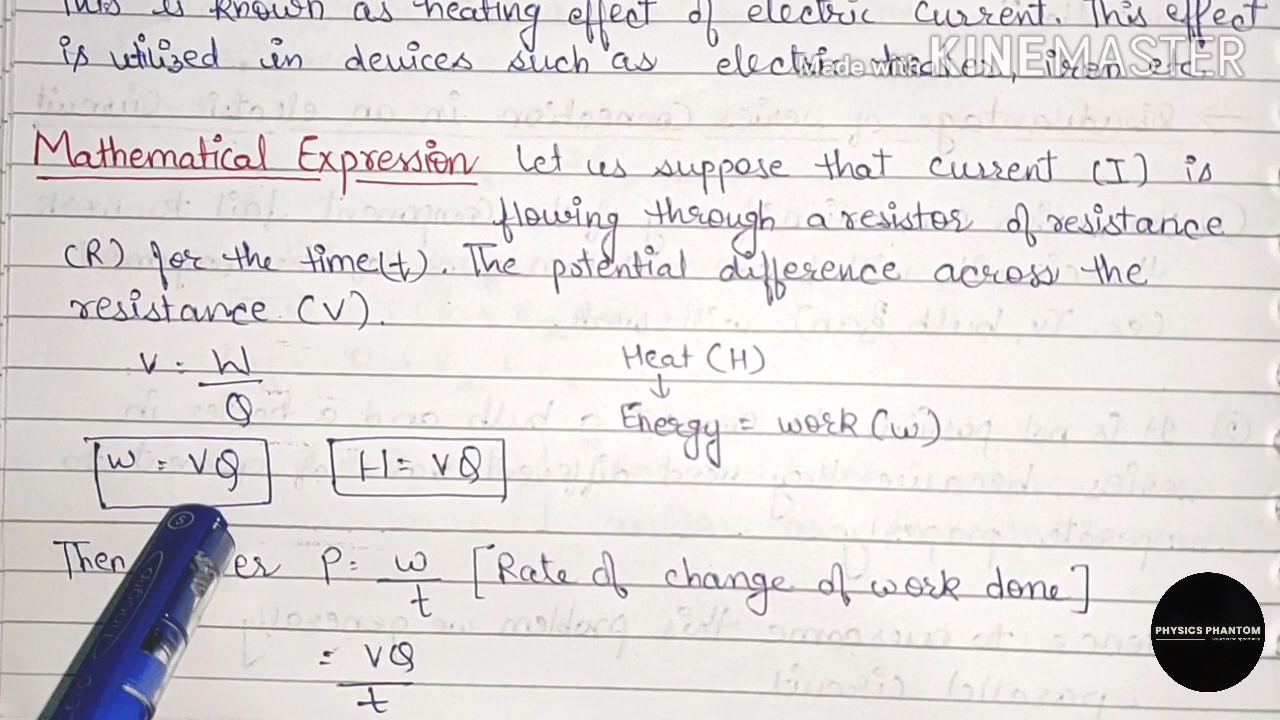 This is known as heating effect of electric current. This effect
is utilized in devices such as electric iron etc.
Made with KINEMASTER
Mathematical Expression Let us suppose that current (I) is
flowing through a resistor of resistance
(R) for the time(t). The potential difference across the
resistance (V).
V = W / Q
Heat (H)
↓
Energy = work (w)
W = VQ H = VQ
Then P = w / t [Rate of change of work done]
= VQ / t
PHYSICS PHANTOM